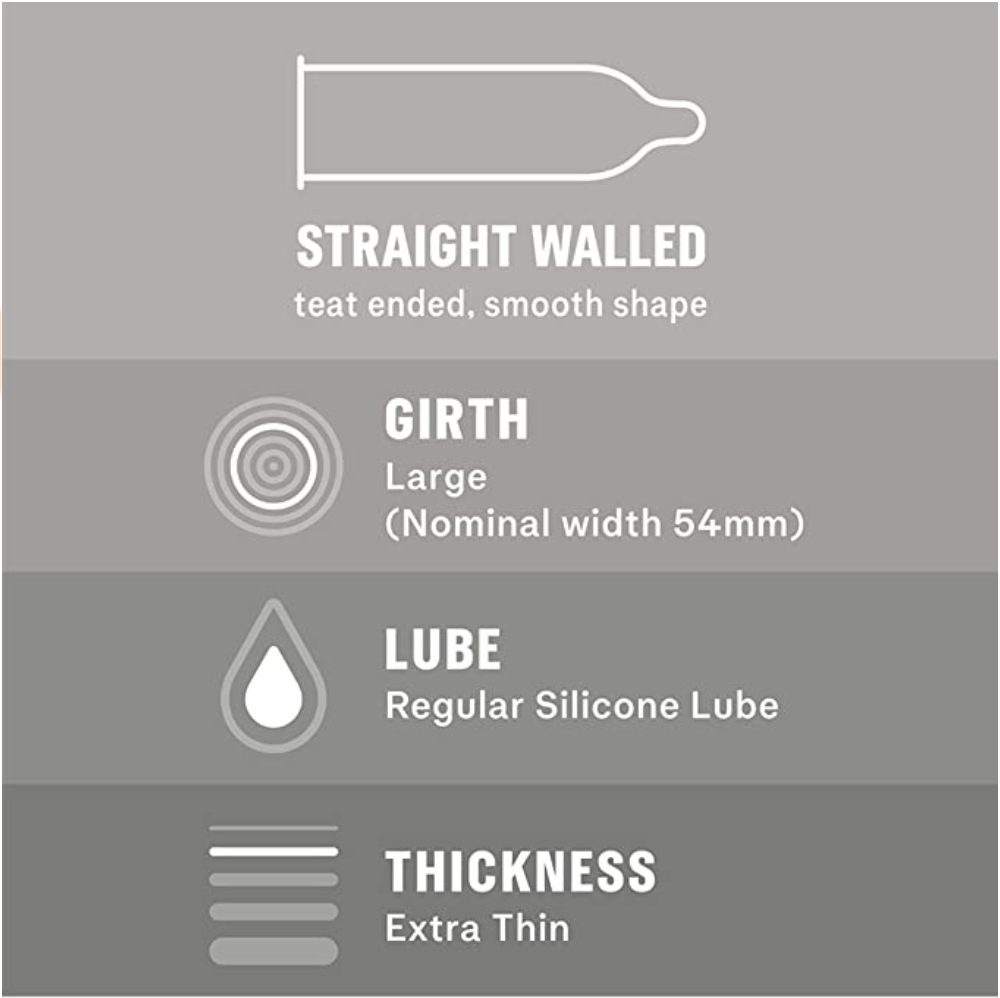 STRAIGHT WALLED
teat ended, smooth shape
GIRTH
Large
(Nominal width 54mm)
LUBE
Regular Silicone Lube
THICKNESS
Extra Thin